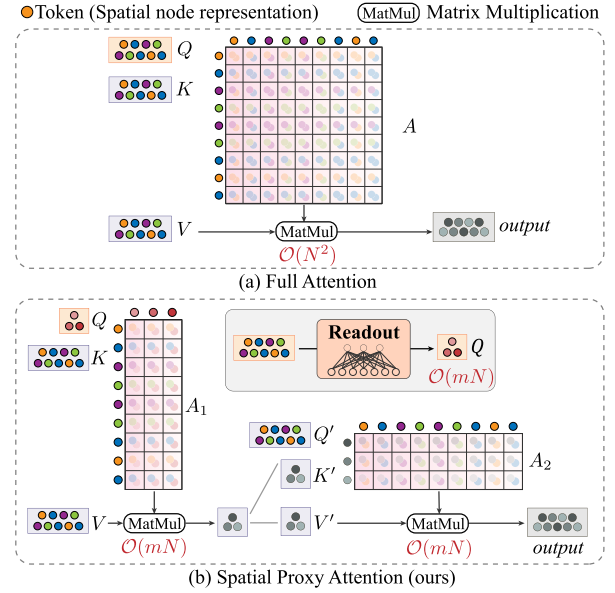 Token (Spatial node representation) MatMul Matrix Multiplication
Q
K
A
V MatMul output
O(N²)
(a) Full Attention
Q
K
A₁
Readout
Q
O(mN)
Q′
K′
A₂
V MatMul V′ MatMul
O(mN) O(mN) output
(b) Spatial Proxy Attention (ours)